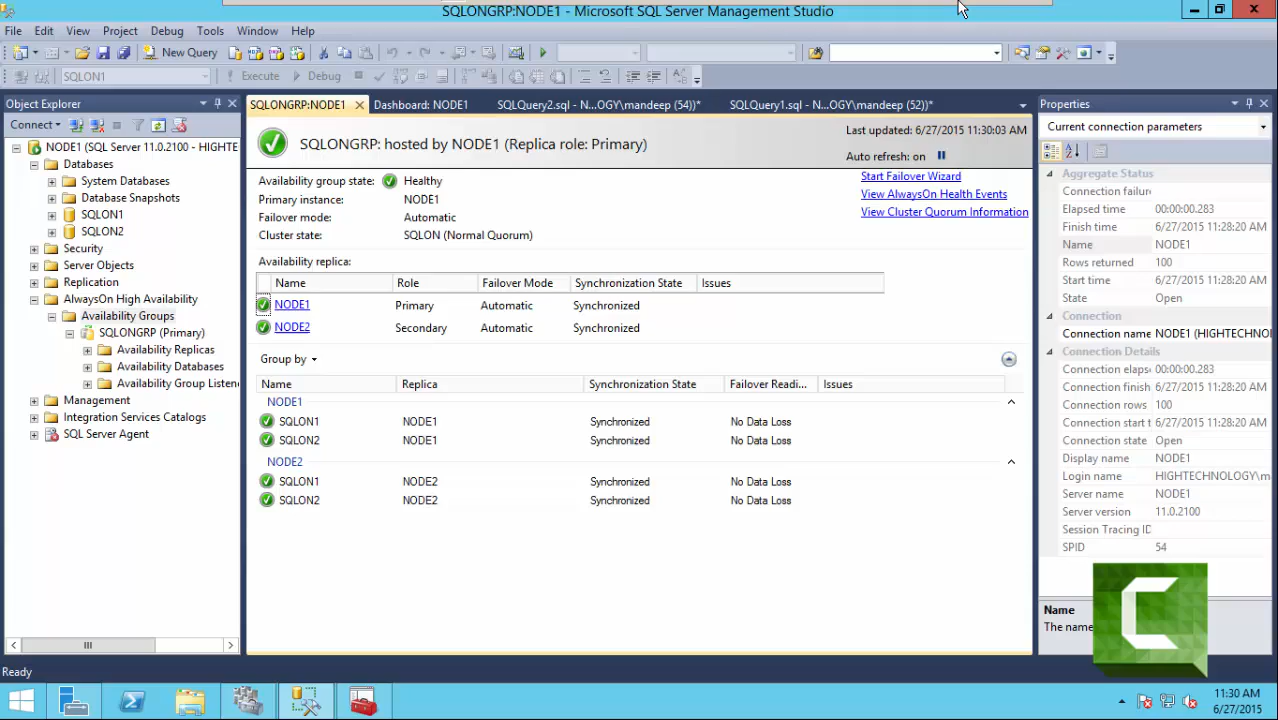 SQLONGRP:NODE1 - Microsoft SQL Server Management Studio
File Edit View Project Debug Tools Window Help
New Query
SQLON1 Execute Debug
Object Explorer
Connect
NODE1 (SQL Server 11.0.2100 - HIGHTE
Databases
System Databases
Database Snapshots
SQLON1
SQLON2
Security
Server Objects
Replication
AlwaysOn High Availability
Availability Groups
SQLONGRP (Primary)
Availability Replicas
Availability Databases
Availability Group Listen
Management
Integration Services Catalogs
SQL Server Agent
SQLONGRP:NODE1 Dashboard: NODE1 SQLQuery2.sql - N...OGY\mandeep (54))* SQLQuery1.sql - N...OGY\mandeep (52))*
SQLONGRP: hosted by NODE1 (Replica role: Primary)
Last updated: 6/27/2015 11:30:03 AM
Auto refresh: on
Start Failover Wizard
View AlwaysOn Health Events
View Cluster Quorum Information
Availability group state: Healthy
Primary instance: NODE1
Failover mode: Automatic
Cluster state: SQLON (Normal Quorum)
Availability replica:
Name Role Failover Mode Synchronization State Issues
NODE1 Primary Automatic Synchronized
NODE2 Secondary Automatic Synchronized
Group by
Name Replica Synchronization State Failover Readi... Issues
NODE1
SQLON1 NODE1 Synchronized No Data Loss
SQLON2 NODE1 Synchronized No Data Loss
NODE2
SQLON1 NODE2 Synchronized No Data Loss
SQLON2 NODE2 Synchronized No Data Loss
Properties
Current connection parameters
Aggregate Status
Connection failur
Elapsed time 00:00:00.283
Finish time 6/27/2015 11:28:20 AM
Name NODE1
Rows returned 100
Start time 6/27/2015 11:28:20 AM
State Open
Connection
Connection name NODE1 (HIGHTECHNOL
Connection Details
Connection elaps 00:00:00.283
Connection finish 6/27/2015 11:28:20 AM
Connection rows 100
Connection start t 6/27/2015 11:28:20 AM
Connection state Open
Display name NODE1
Login name HIGHTECHNOLOGY\m
Server name NODE1
Server version 11.0.2100
Session Tracing ID
SPID 54
Name
The name
Ready
11:30 AM
6/27/2015